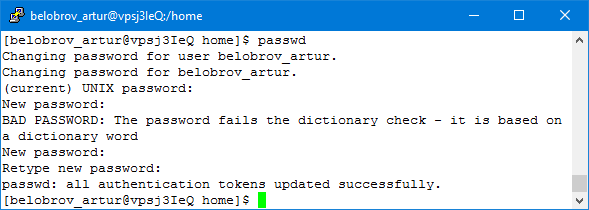 belobrov_artur@vpsj3IeQ:/home
[belobrov_artur@vpsj3IeQ home]$ passwd
Changing password for user belobrov_artur.
Changing password for belobrov_artur.
(current) UNIX password:
New password:
BAD PASSWORD: The password fails the dictionary check - it is based on
a dictionary word
New password:
Retype new password:
passwd: all authentication tokens updated successfully.
[belobrov_artur@vpsj3IeQ home]$